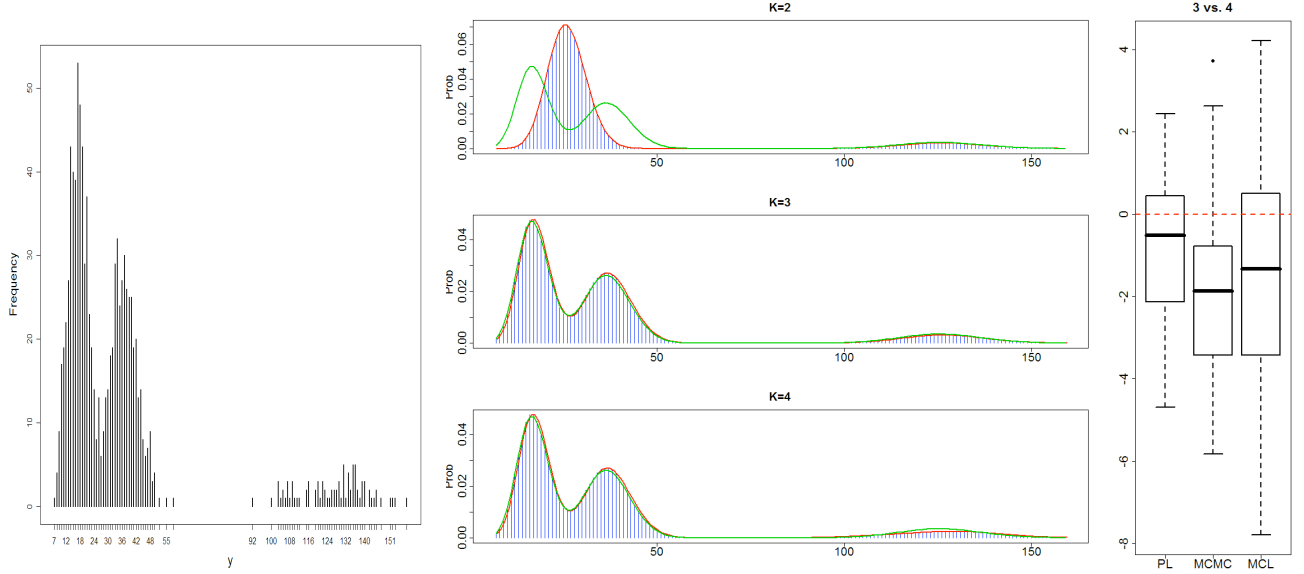 Frequency
0 10 20 30 40 50
7 12 18 24 30 36 42 48 55 92 100 108 116 124 132 140 151
y
K=2
Prob
0.00 0.02 0.04 0.06
50 100 150
K=3
Prob
0.00 0.02 0.04
50 100 150
K=4
Prob
0.00 0.02 0.04
50 100 150
3 vs. 4
4
2
0
-2
-4
-6
-8
PL MCMC MCL